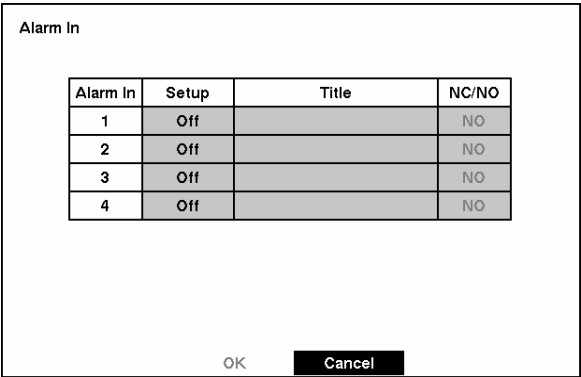 Alarm In
Alarm In Setup Title NC/NO
1 Off NO
2 Off NO
3 Off NO
4 Off NO
OK Cancel